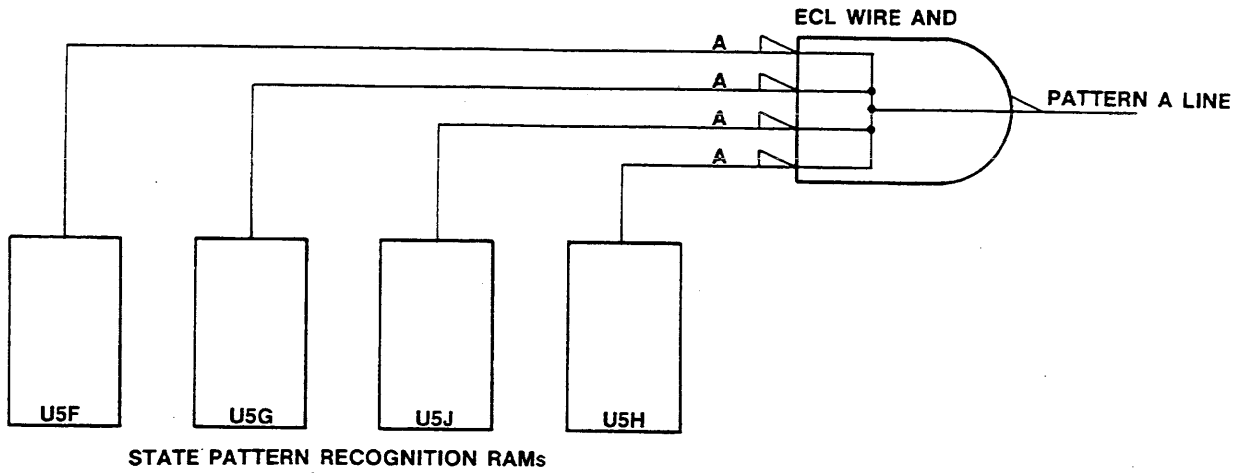 ECL WIRE AND
A
A
A
A
PATTERN A LINE
U5F
U5G
U5J
U5H
STATE PATTERN RECOGNITION RAMs